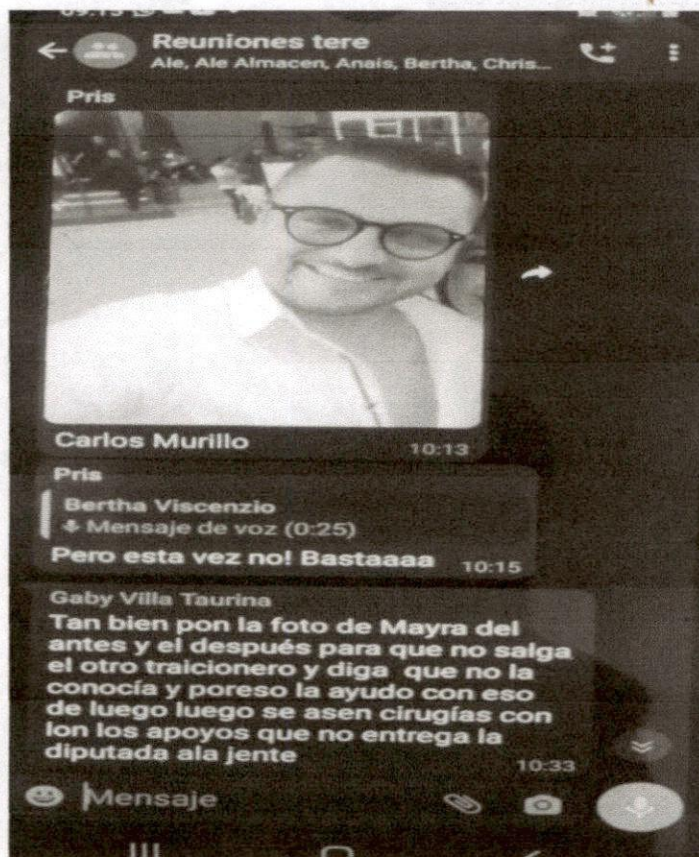 09:15
Reuniones tere
Ale, Ale Almacen, Anais, Bertha, Chris...
Pris
Carlos Murillo
10:13
Pris
Bertha Viscenzio
Mensaje de voz (0:25)
Pero esta vez no! Bastaaaa
10:15
Gaby Villa Taurina
Tan bien pon la foto de Mayra del
antes y el después para que no salga
el otro traicionero y diga que no la
conocía y poreso la ayudo con eso
de luego luego se asen cirugías con
lon los apoyos que no entrega la
diputada ala jente
10:33
Mensaje